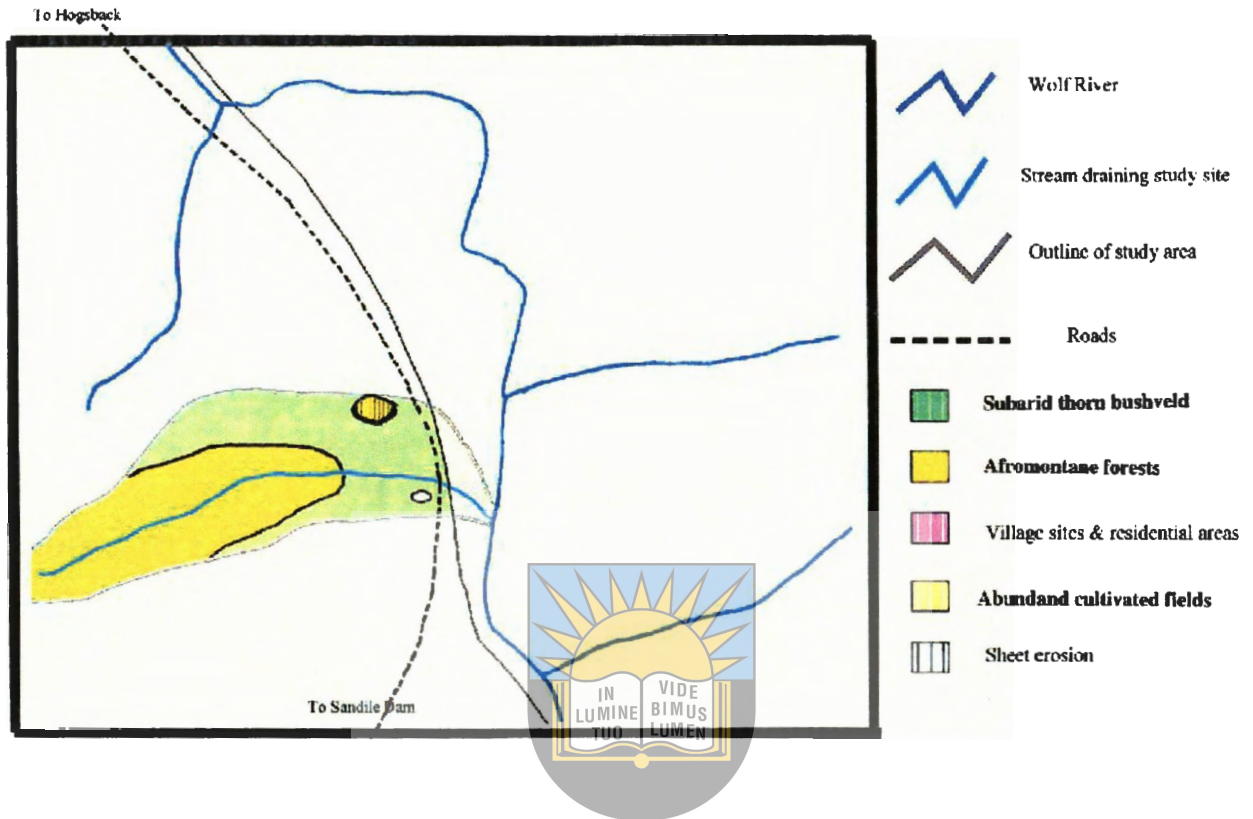 To Hogsback
Wolf River
Stream draining study site
Outline of study area
Roads
Subarid thorn bushveld
Afromontane forests
Village sites & residential areas
Abundand cultivated fields
Sheet erosion
To Sandile Dam
IN
LUMINE
TUO
VIDE
BIMUS
LUMEN